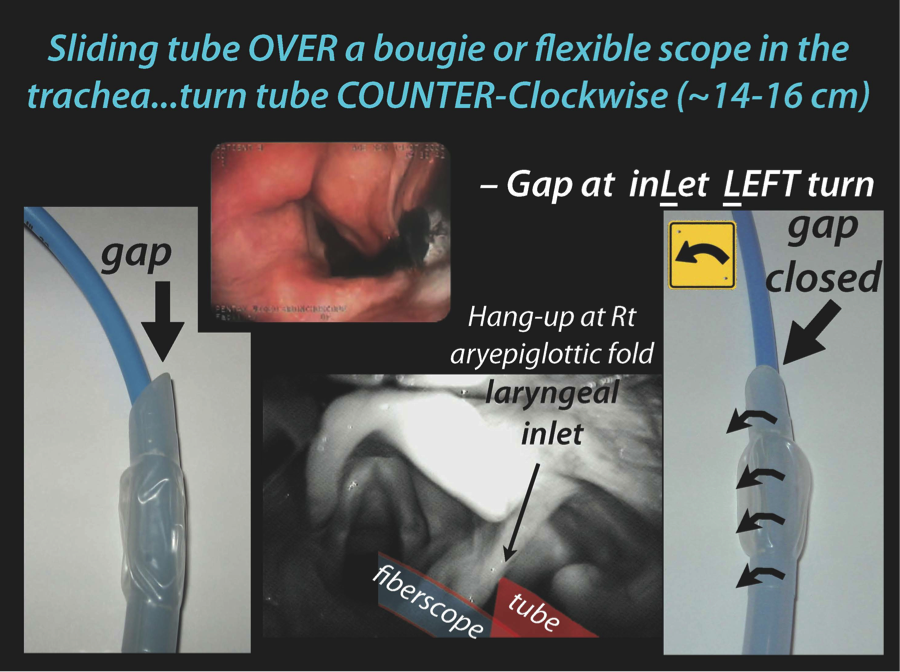 Sliding tube OVER a bougie or flexible scope in the
trachea...turn tube COUNTER-Clockwise (~14-16 cm)
– Gap at inLet LEFT turn
gap
gap
closed
Hang-up at Rt
aryepiglottic fold
laryngeal
inlet
fiberscope
tube